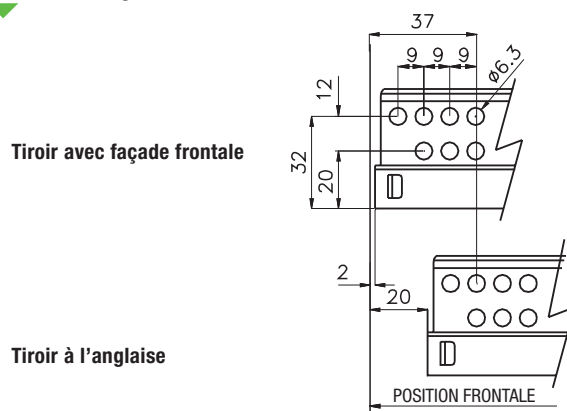 37
9 9 9
ø6.3
12
32
20
Tiroir avec façade frontale
2
20
Tiroir à l'anglaise
POSITION FRONTALE